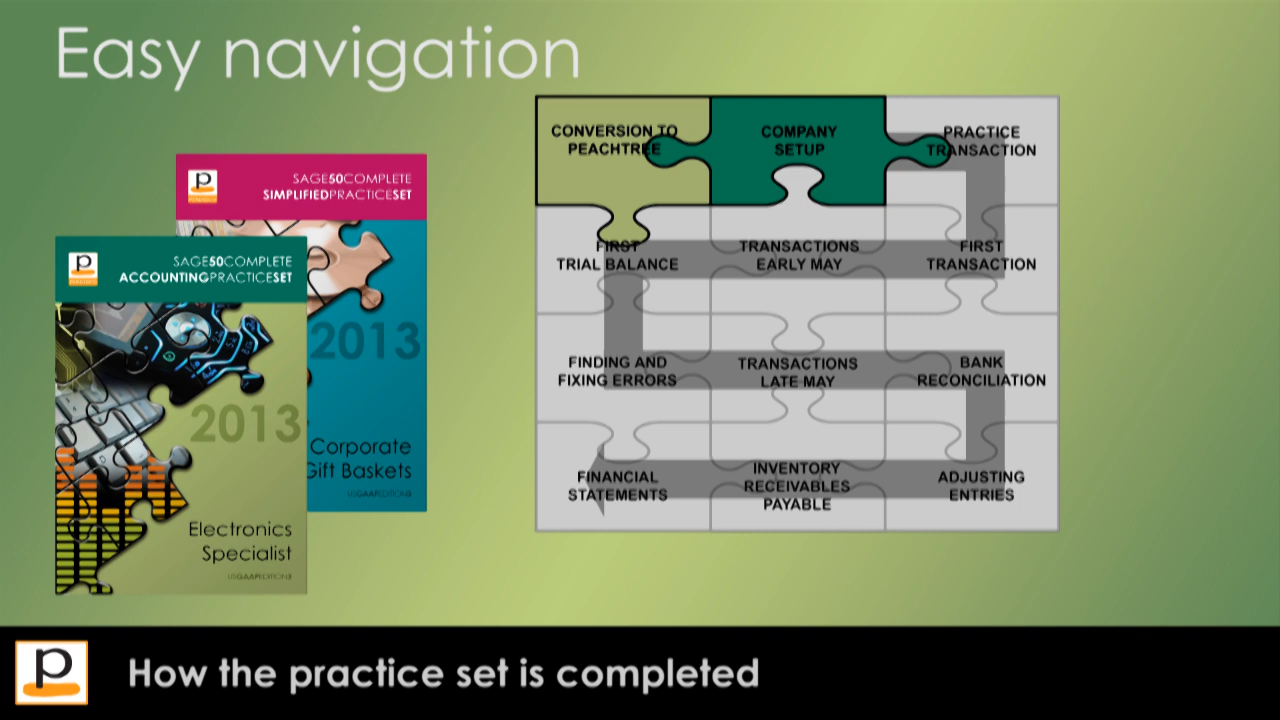 Easy navigation
CONVERSION TO
PEACHTREE
COMPANY
SETUP
PRACTICE
TRANSACTION
FIRST
TRIAL BALANCE
TRANSACTIONS
EARLY MAY
FIRST
TRANSACTION
FINDING AND
FIXING ERRORS
TRANSACTIONS
LATE MAY
BANK
RECONCILIATION
FINANCIAL
STATEMENTS
INVENTORY
RECEIVABLES
PAYABLE
ADJUSTING
ENTRIES
p
SAGE50COMPLETE
SIMPLIFIEDPRACTICESET
2013
Corporate
Gift Baskets
USGAAPEDITION
p
SAGE50COMPLETE
ACCOUNTINGPRACTICESET
2013
Electronics
Specialist
USGAAPEDITION
p
How the practice set is completed